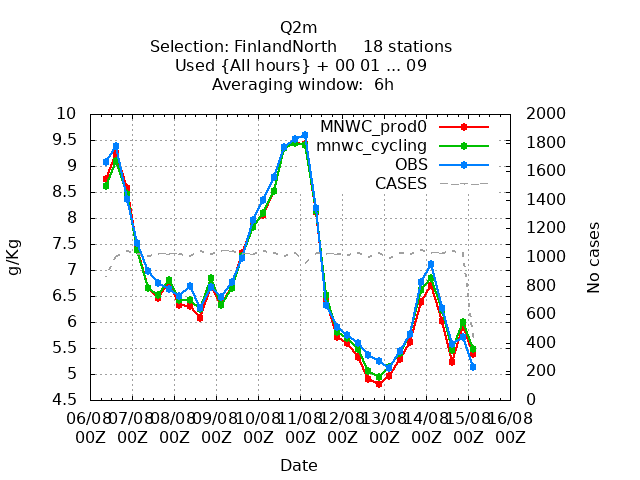 Q2m
Selection: FinlandNorth 18 stations
Used {All hours} + 00 01 ... 09
Averaging window: 6h
10 2000
9.5 1800
9 1600
8.5 1400
8 1200
7.5 1000
7 800
6.5 600
6 400
5.5 200
5 0
4.5
MNWC_prod0
mnwc_cycling
OBS
CASES
g/Kg
No cases
06/08 07/08 08/08 09/08 10/08 11/08 12/08 13/08 14/08 15/08 16/08
00Z 00Z 00Z 00Z 00Z 00Z 00Z 00Z 00Z 00Z 00Z
Date